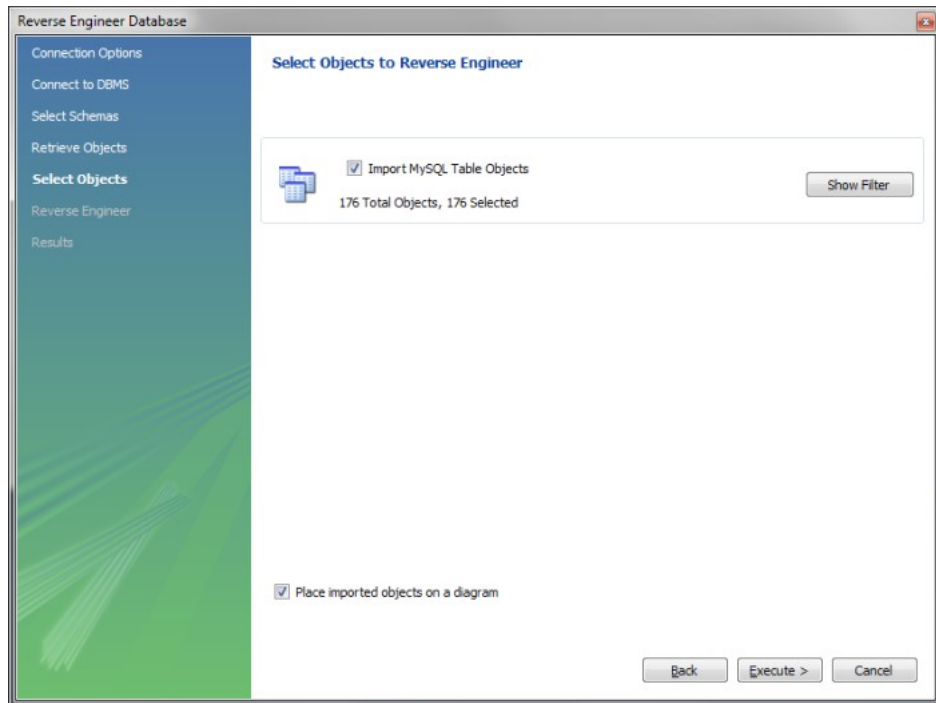 Reverse Engineer Database
Connection Options
Connect to DBMS
Select Schemas
Retrieve Objects
Select Objects
Reverse Engineer
Results
Select Objects to Reverse Engineer
Import MySQL Table Objects
176 Total Objects, 176 Selected
Show Filter
Place imported objects on a diagram
Back
Execute >
Cancel